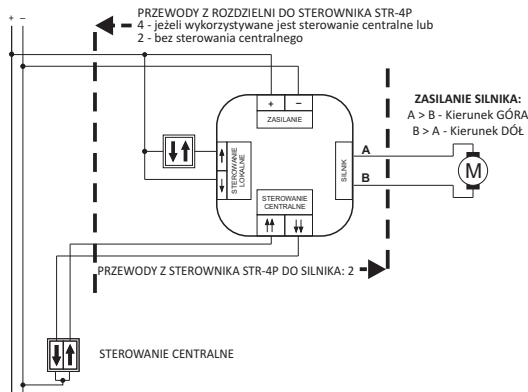 PRZEWODY Z ROZDZIELNI DO STEROWNIKA STR-4P
4 - jeżeli wykorzystywane jest sterowanie centralne lub
2 - bez sterowania centralnego
+ −
+ −
ZASILANIE
ZASILANIE SILNIKA:
A > B - Kierunek GÓRA
B > A - Kierunek DÓŁ
STEROWANIE
LOKALNE
SILNIK
A
B
M
STEROWANIE
CENTRALNE
PRZEWODY Z STEROWNIKA STR-4P DO SILNIKA: 2
STEROWANIE CENTRALNE